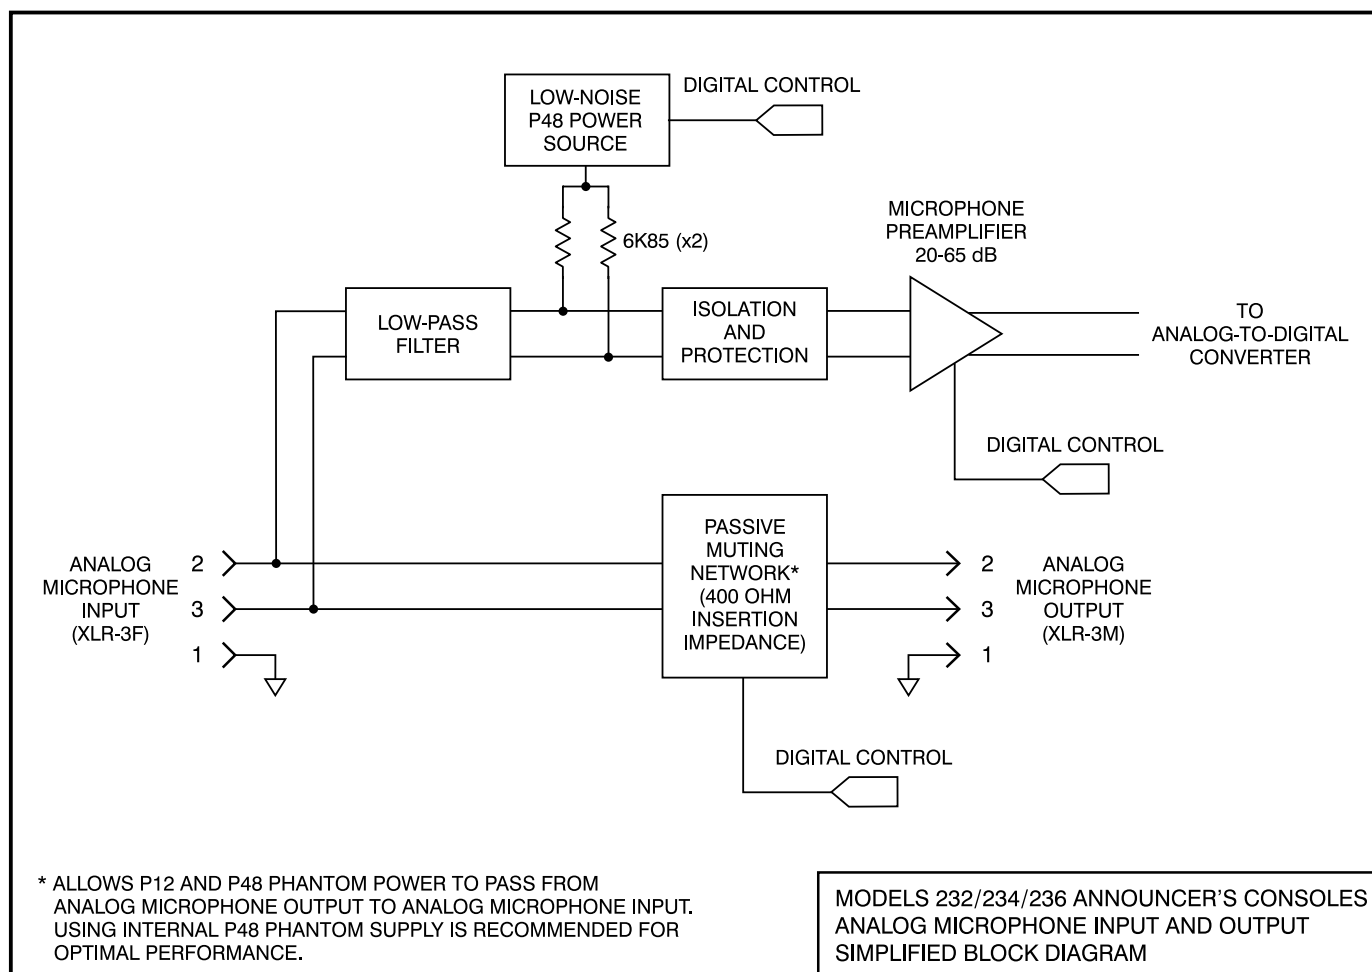 LOW-NOISE
P48 POWER
SOURCE
DIGITAL CONTROL
6K85 (x2)
MICROPHONE
PREAMPLIFIER
20-65 dB
LOW-PASS
FILTER
ISOLATION
AND
PROTECTION
TO
ANALOG-TO-DIGITAL
CONVERTER
DIGITAL CONTROL
ANALOG
MICROPHONE
INPUT
(XLR-3F)
2
3
1
PASSIVE
MUTING
NETWORK*
(400 OHM
INSERTION
IMPEDANCE)
2
3
1
ANALOG
MICROPHONE
OUTPUT
(XLR-3M)
DIGITAL CONTROL
* ALLOWS P12 AND P48 PHANTOM POWER TO PASS FROM
ANALOG MICROPHONE OUTPUT TO ANALOG MICROPHONE INPUT.
USING INTERNAL P48 PHANTOM SUPPLY IS RECOMMENDED FOR
OPTIMAL PERFORMANCE.
MODELS 232/234/236 ANNOUNCER'S CONSOLES
ANALOG MICROPHONE INPUT AND OUTPUT
SIMPLIFIED BLOCK DIAGRAM